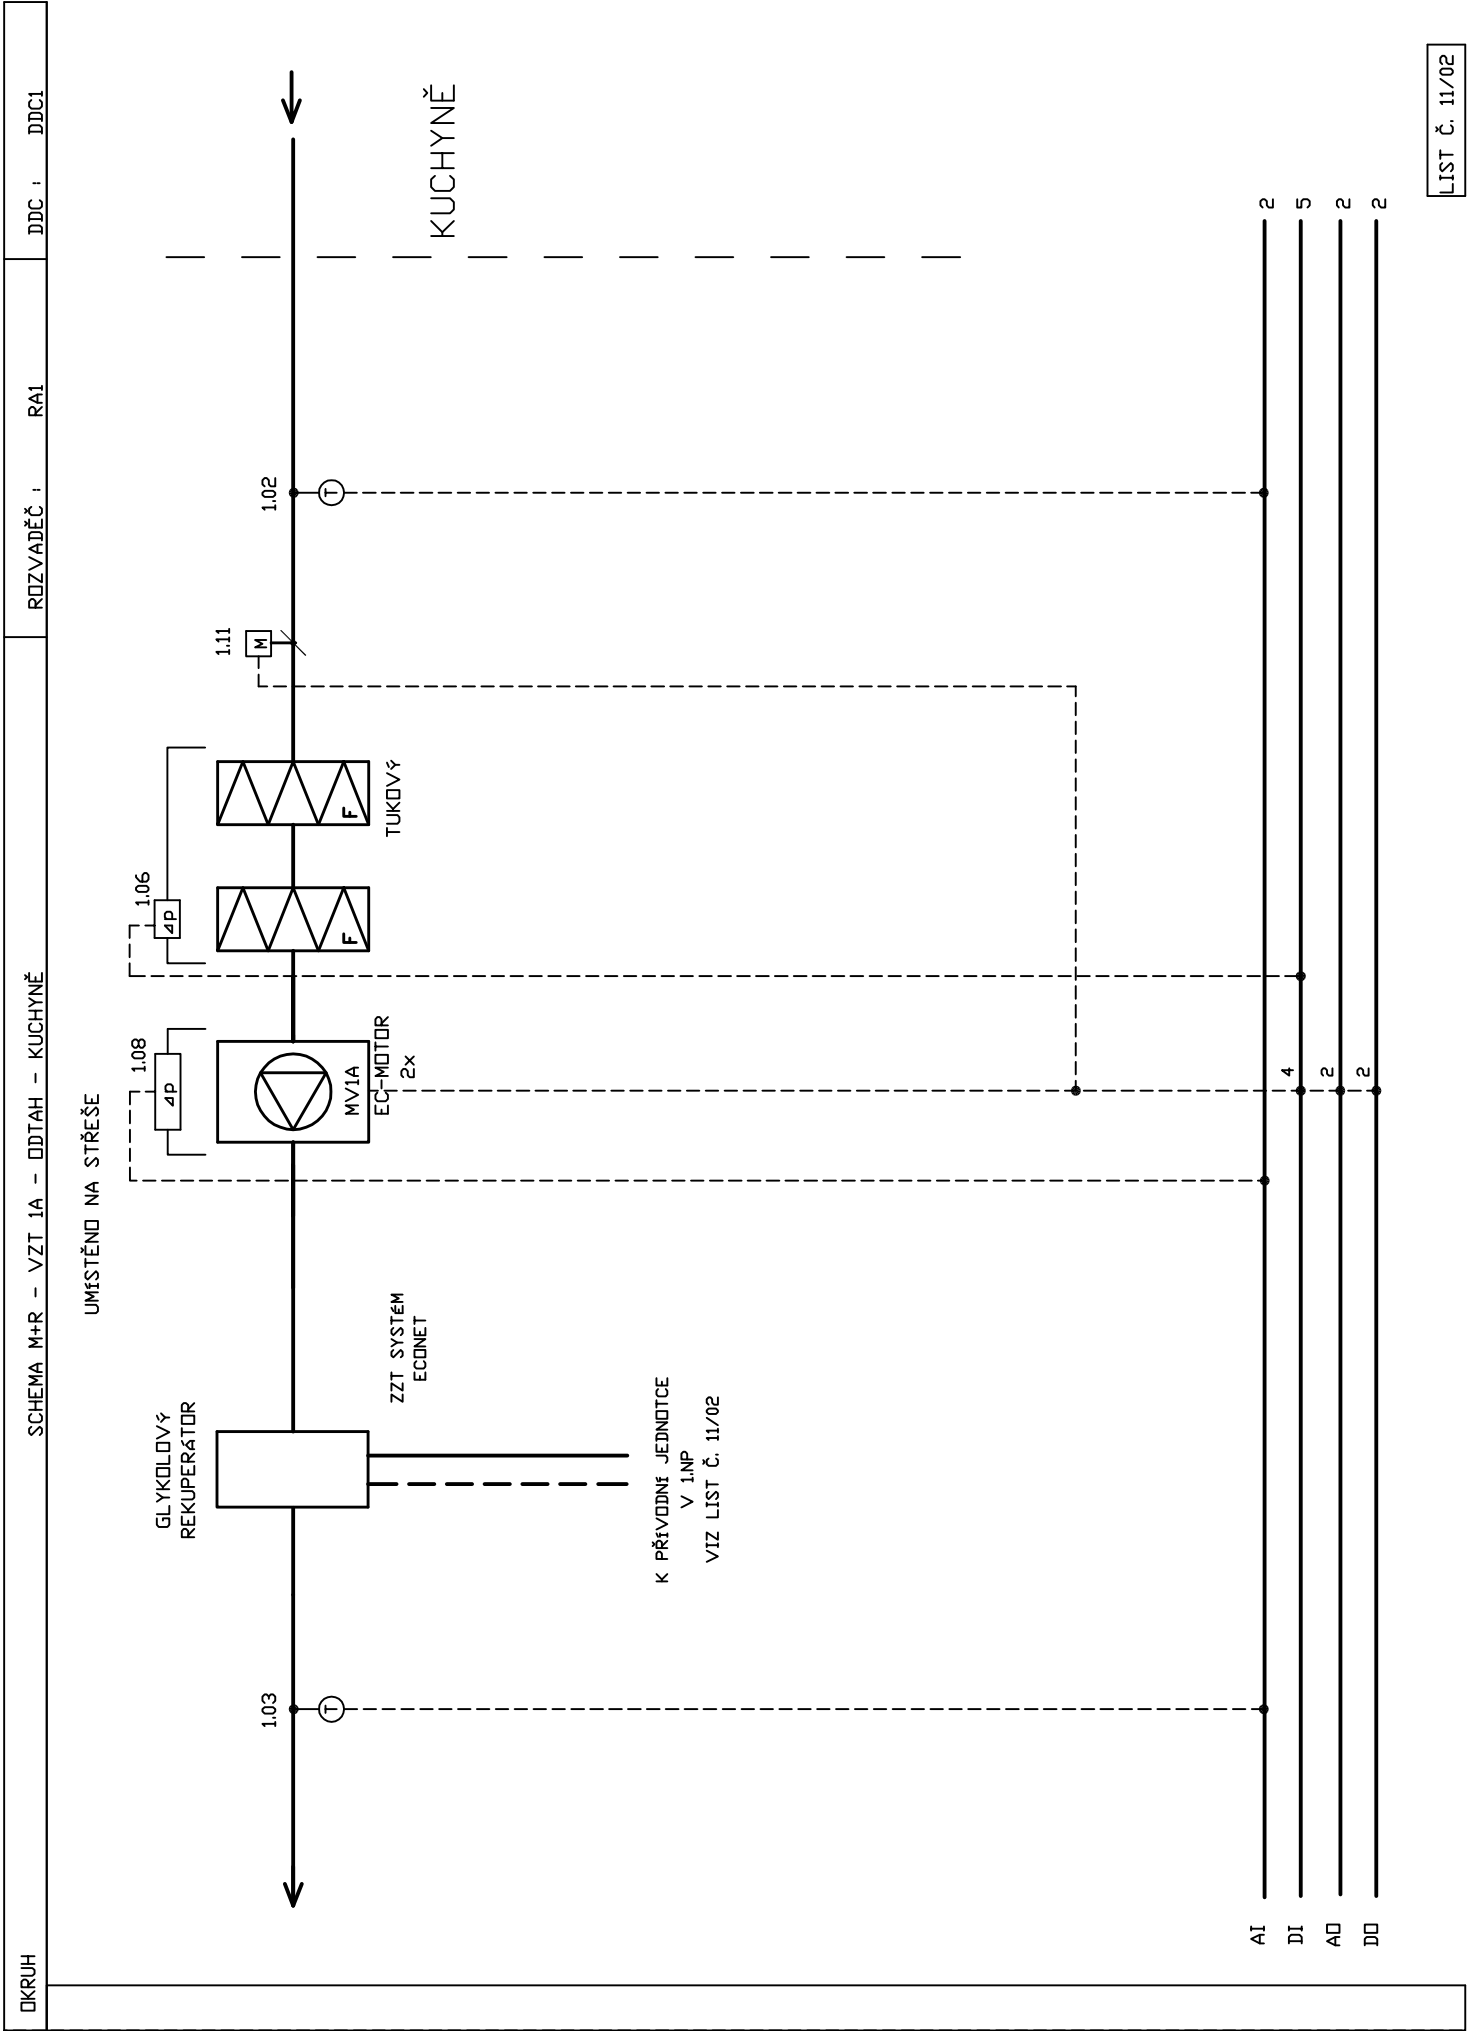 OKRUH
SCHEMA M+R - VZT 1A - ODTAH - KUCHYNĚ
ROZVADĚČ : RA1
DDC : DDC1
UMÍSTĚNO NA STŘEŠE
GLYKOLOVÝ
REKUPERÁTOR
1.08
ΔP
1.06
ΔP
1.11
M
1.03
T
1.02
T
MV1A
EC-MOTOR
2x
F
F
TUKOVÝ
KUCHYNĚ
ZZT SYSTÉM
ECONET
K PŘÍVODNÍ JEDNOTCE
V 1.NP
VIZ LIST Č. 11/02
AI 2
DI 4 5
AO 2 2
DO 2 2
LIST Č. 11/02